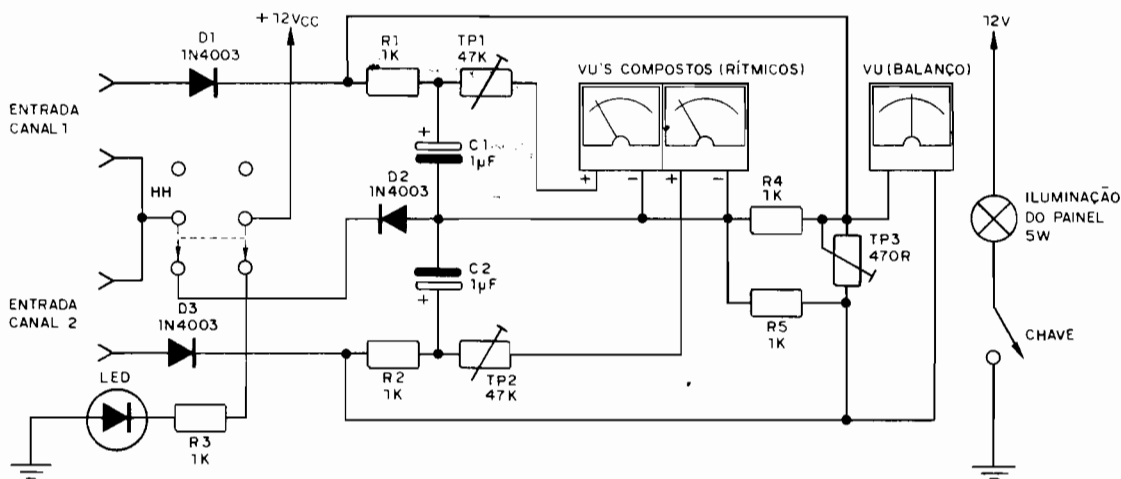 D1
1N4003
+12VCC
R1
1K
TP1
47K
VU'S COMPOSTOS (RÍTMICOS)
VU (BALANÇO)
12V
ENTRADA
CANAL 1
HH
+
C1
1µF
D2
1N4003
+
-
+
-
R4
1K
TP3
470R
ILUMINAÇÃO
DO PAINEL
5W
C2
1µF
+
ENTRADA
CANAL 2
D3
1N4003
R5
1K
CHAVE
LED
R3
1K
R2
1K
TP2
47K